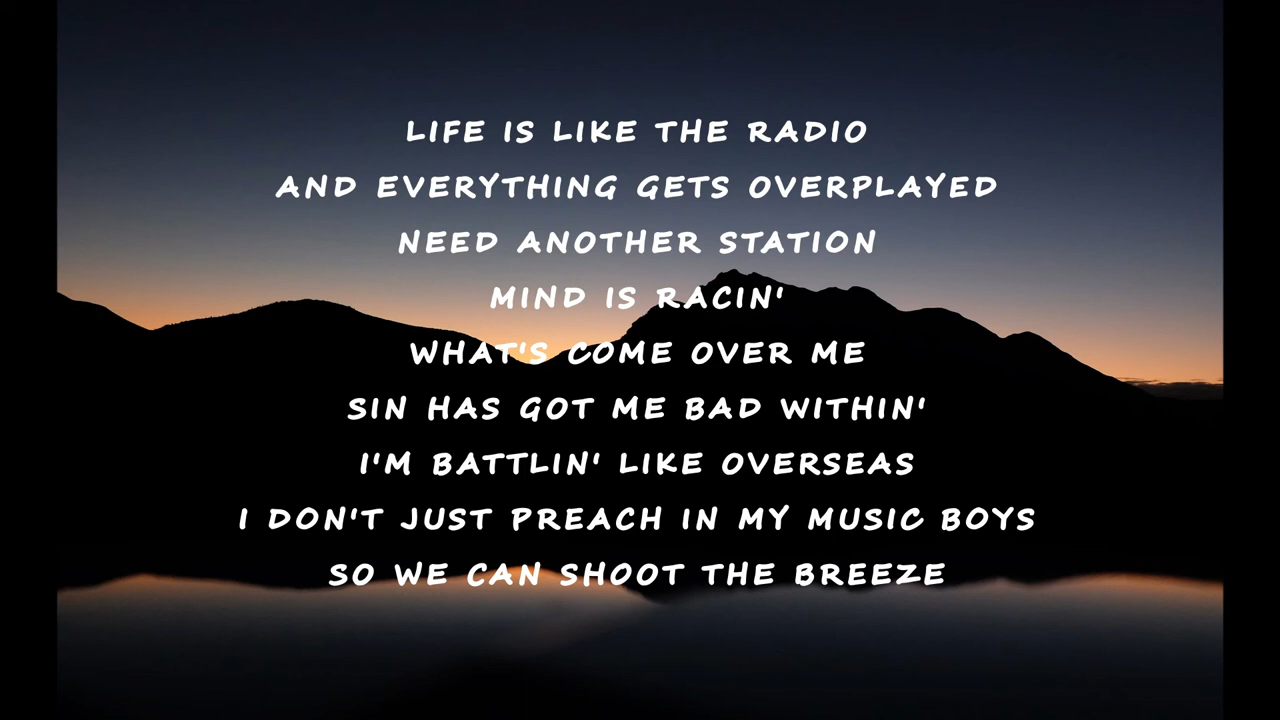 LIFE IS LIKE THE RADIO
AND EVERYTHING GETS OVERPLAYED
NEED ANOTHER STATION
MIND IS RACIN'
WHAT'S COME OVER ME
SIN HAS GOT ME BAD WITHIN'
I'M BATTLIN' LIKE OVERSEAS
I DON'T JUST PREACH IN MY MUSIC BOYS
SO WE CAN SHOOT THE BREEZE